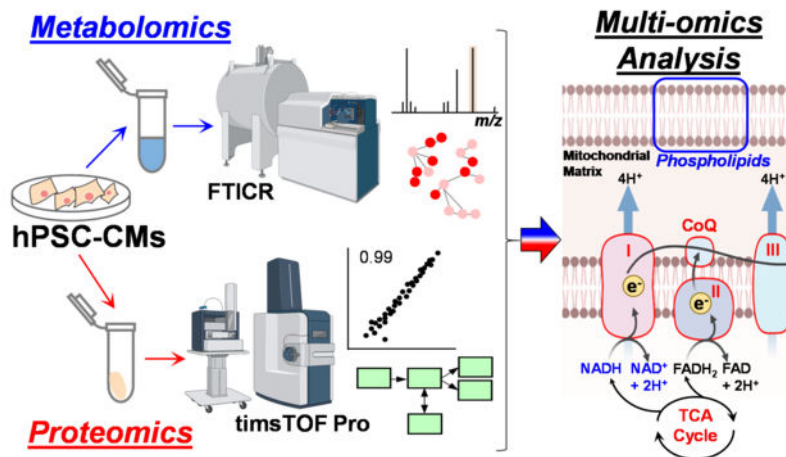 Metabolomics
FTICR
m/z
hPSC-CMs
0.99
timsTOF Pro
Proteomics
Multi-omics
Analysis
Mitochondrial
Matrix
Phospholipids
4H⁺
4H⁺
CoQ
I
II
III
e⁻
e⁻
NADH
NAD⁺
+ 2H⁺
FADH₂
FAD
+ 2H⁺
TCA
Cycle